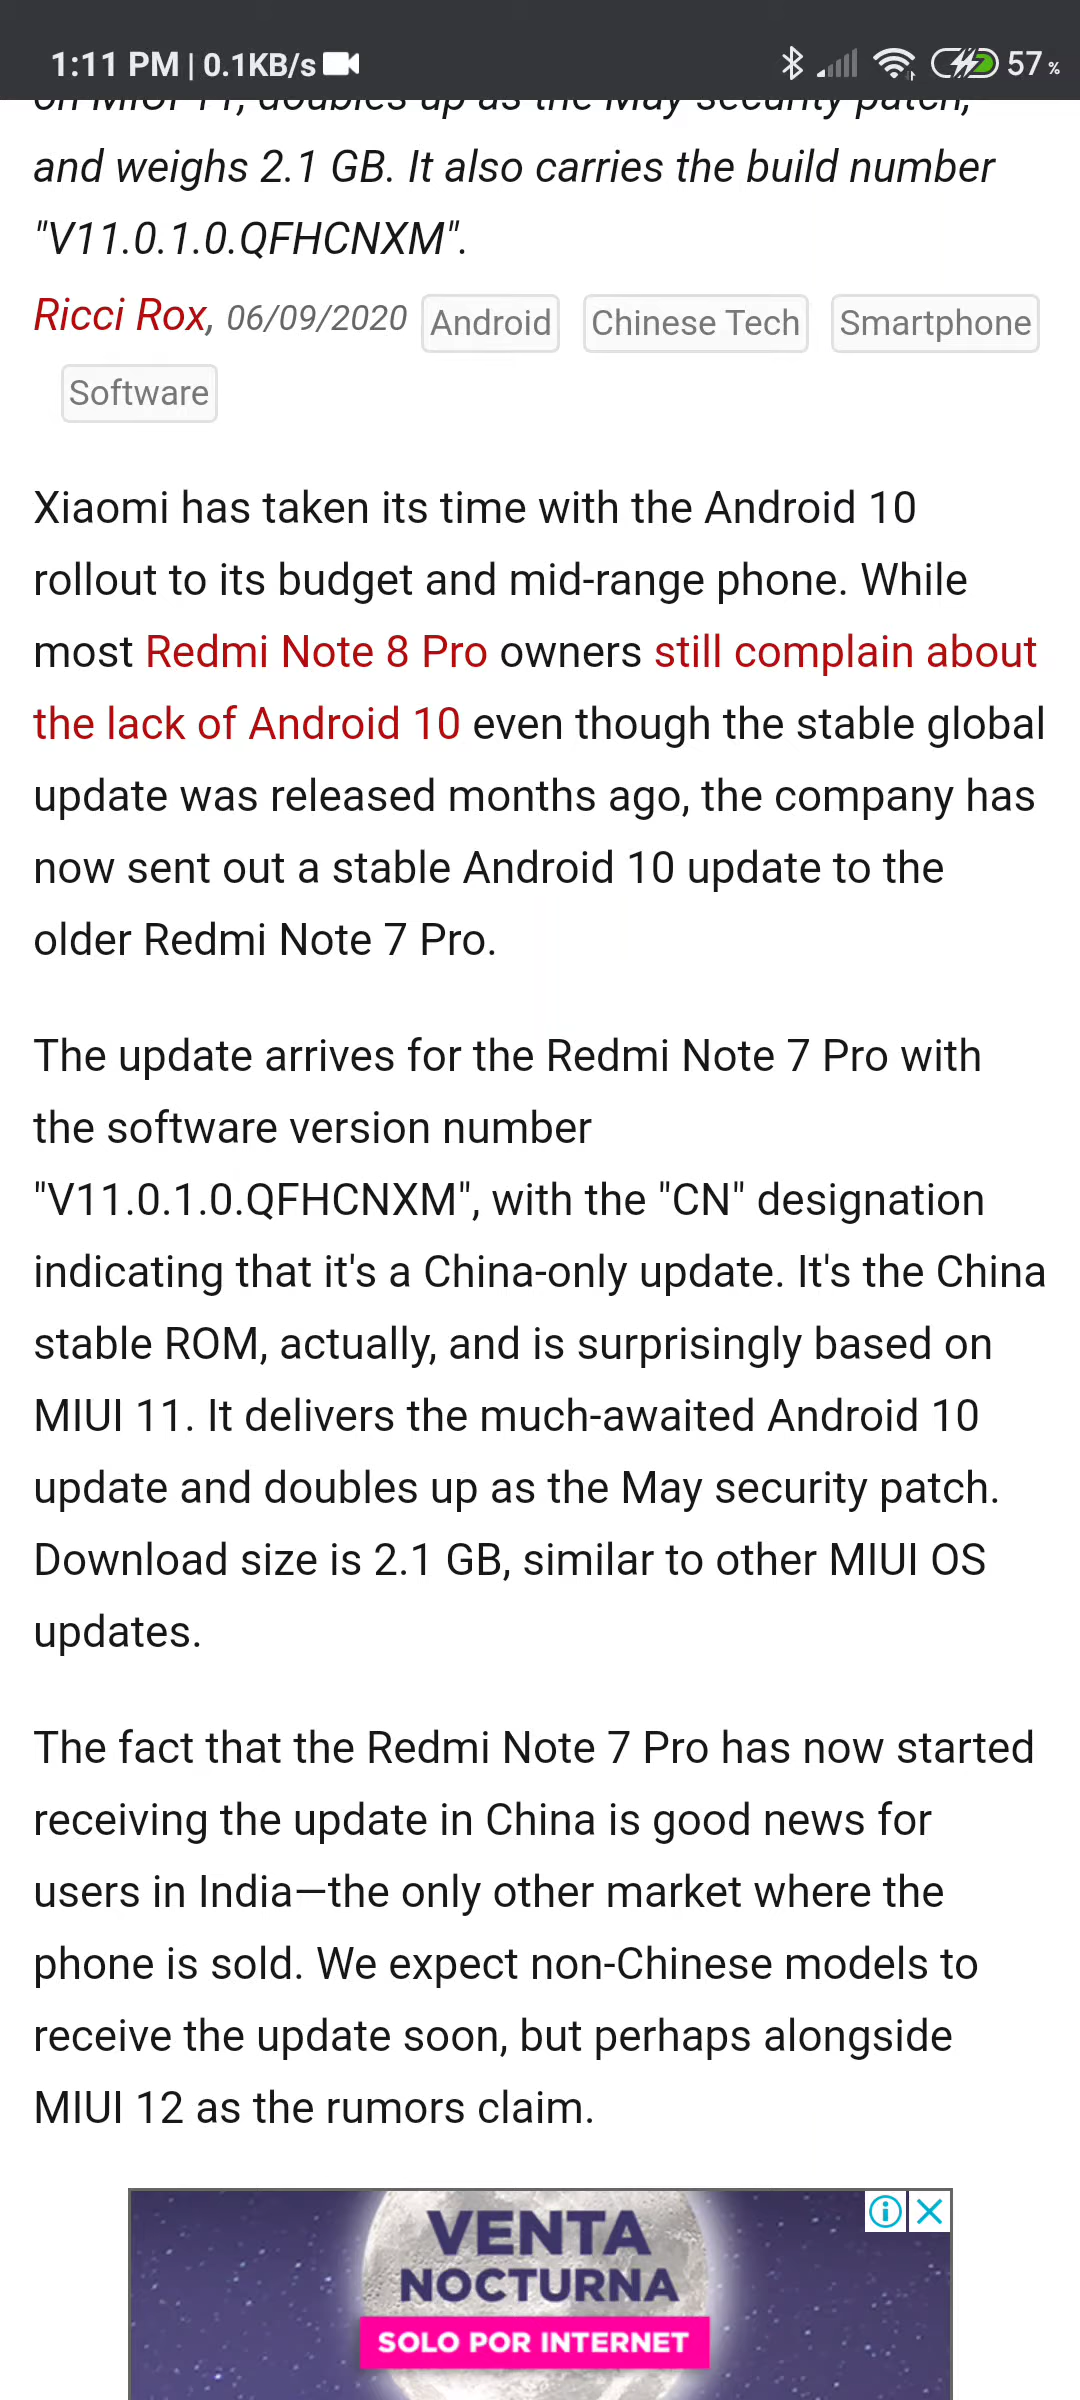 1:11 PM | 0.1KB/s
57 %
on MIUI 11, doubles up as the May security patch,
and weighs 2.1 GB. It also carries the build number
"V11.0.1.0.QFHCNXM".
Ricci Rox, 06/09/2020 Android Chinese Tech Smartphone
Software
Xiaomi has taken its time with the Android 10
rollout to its budget and mid-range phone. While
most Redmi Note 8 Pro owners still complain about
the lack of Android 10 even though the stable global
update was released months ago, the company has
now sent out a stable Android 10 update to the
older Redmi Note 7 Pro.
The update arrives for the Redmi Note 7 Pro with
the software version number
"V11.0.1.0.QFHCNXM", with the "CN" designation
indicating that it's a China-only update. It's the China
stable ROM, actually, and is surprisingly based on
MIUI 11. It delivers the much-awaited Android 10
update and doubles up as the May security patch.
Download size is 2.1 GB, similar to other MIUI OS
updates.
The fact that the Redmi Note 7 Pro has now started
receiving the update in China is good news for
users in India—the only other market where the
phone is sold. We expect non-Chinese models to
receive the update soon, but perhaps alongside
MIUI 12 as the rumors claim.
VENTA
NOCTURNA
SOLO POR INTERNET